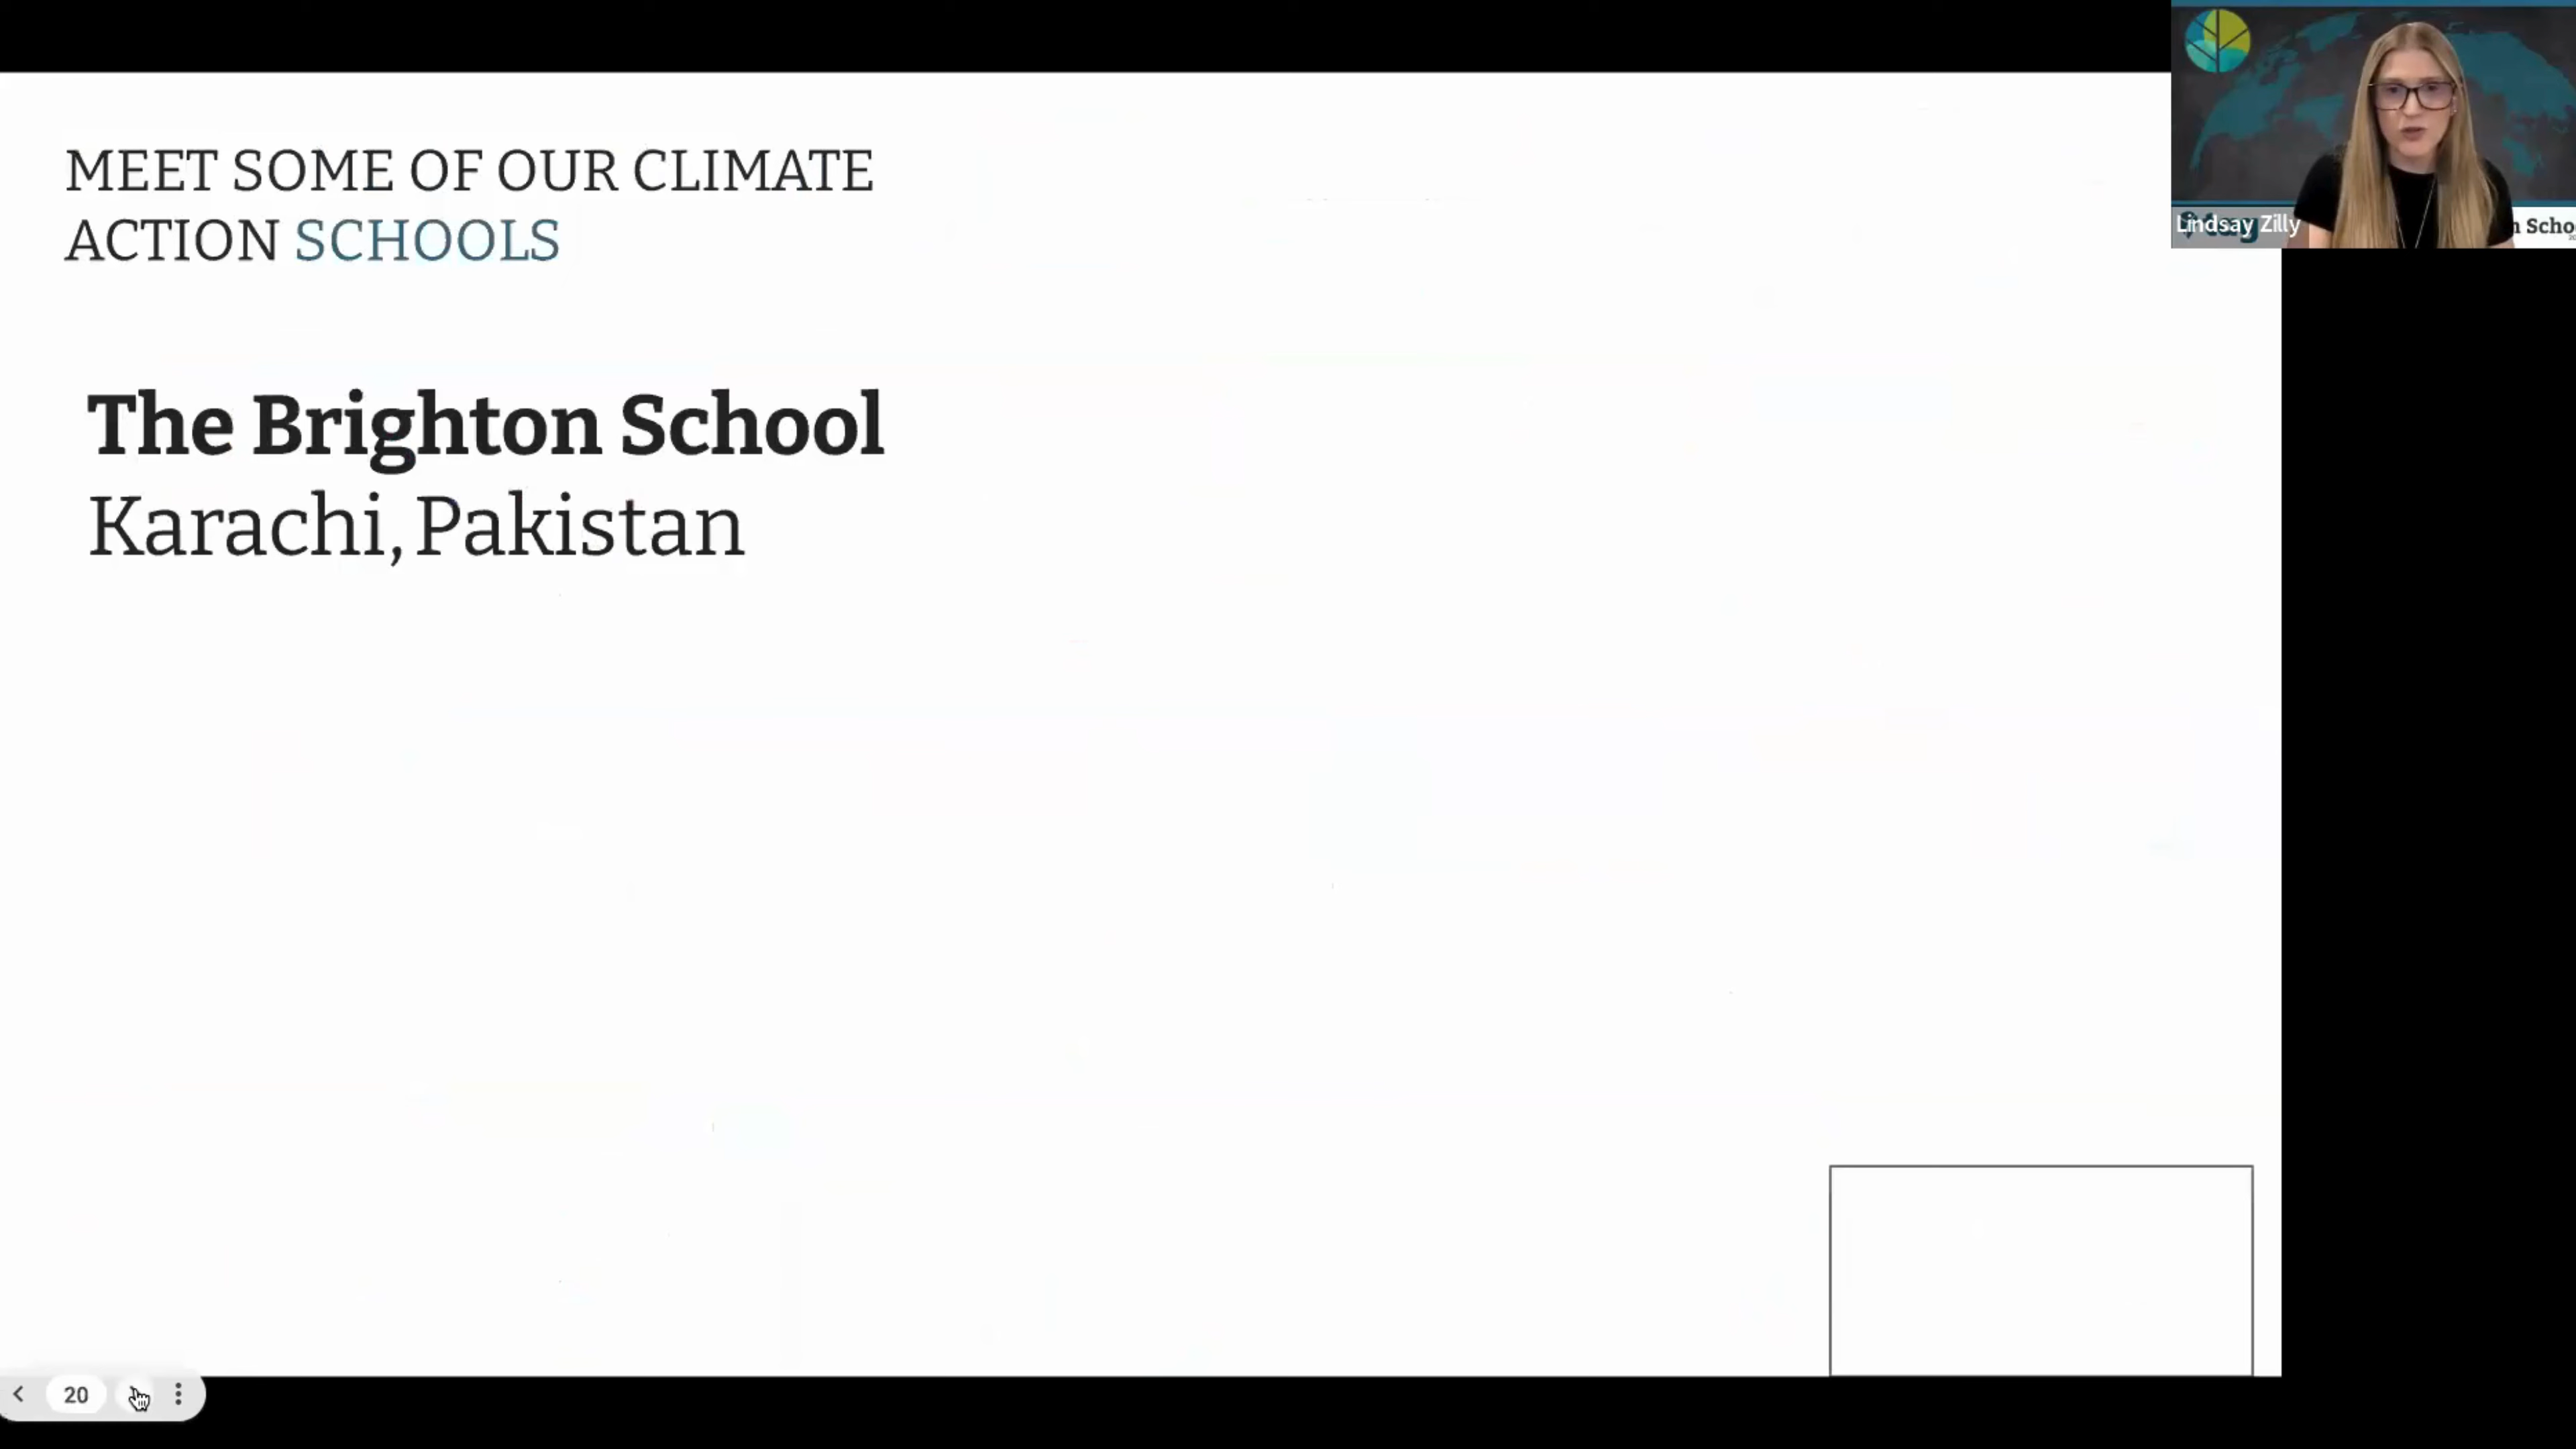 MEET SOME OF OUR CLIMATE
ACTION SCHOOLS
The Brighton School
Karachi, Pakistan
Lindsay Zilly
20